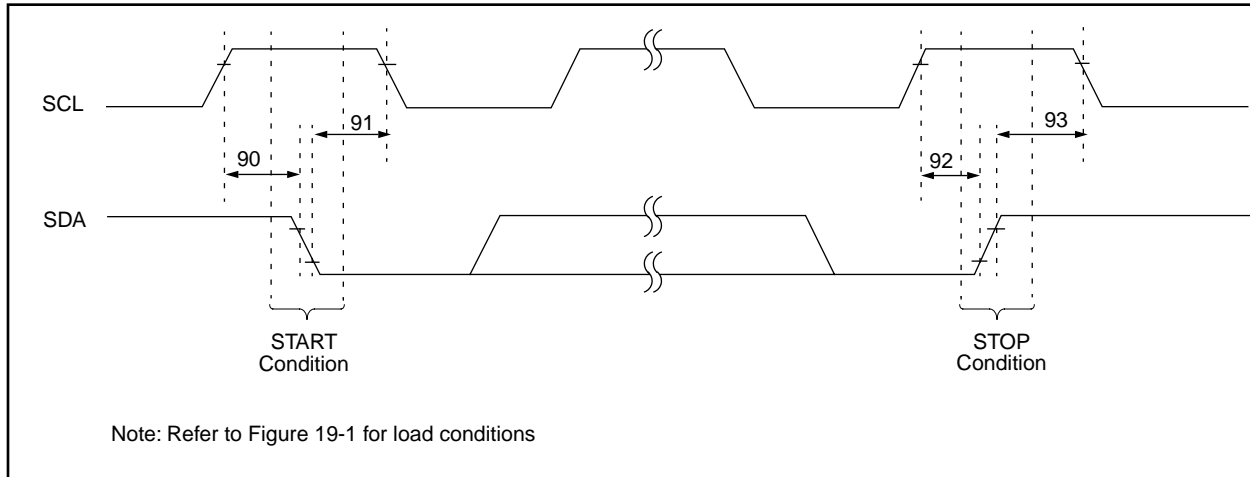 SCL
91
93
90
92
SDA
START
Condition
STOP
Condition
Note: Refer to Figure 19-1 for load conditions